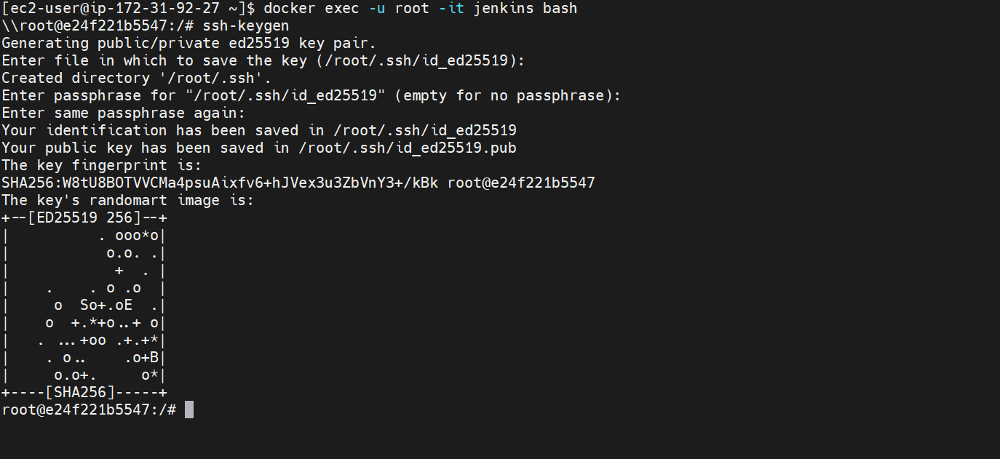 [ec2-user@ip-172-31-92-27 ~]$ docker exec -u root -it jenkins bash
\\root@e24f221b5547:/# ssh-keygen
Generating public/private ed25519 key pair.
Enter file in which to save the key (/root/.ssh/id_ed25519):
Created directory '/root/.ssh'.
Enter passphrase for "/root/.ssh/id_ed25519" (empty for no passphrase):
Enter same passphrase again:
Your identification has been saved in /root/.ssh/id_ed25519
Your public key has been saved in /root/.ssh/id_ed25519.pub
The key fingerprint is:
SHA256:W8tU8BOTVVCMa4psuAixfv6+hJVex3u3ZbVnY3+/kBk root@e24f221b5547
The key's randomart image is:
+--[ED25519 256]--+
|           . ooo*o|
|            o.o. .|
|             +  . |
|    .    . o .o  |
|     o  So+.oE  .|
|    o  +.*+o..+ o|
|   . ...+oo .+.+*|
|    . o..    .o+B|
|     o.o+.     o*|
+----[SHA256]-----+
root@e24f221b5547:/#